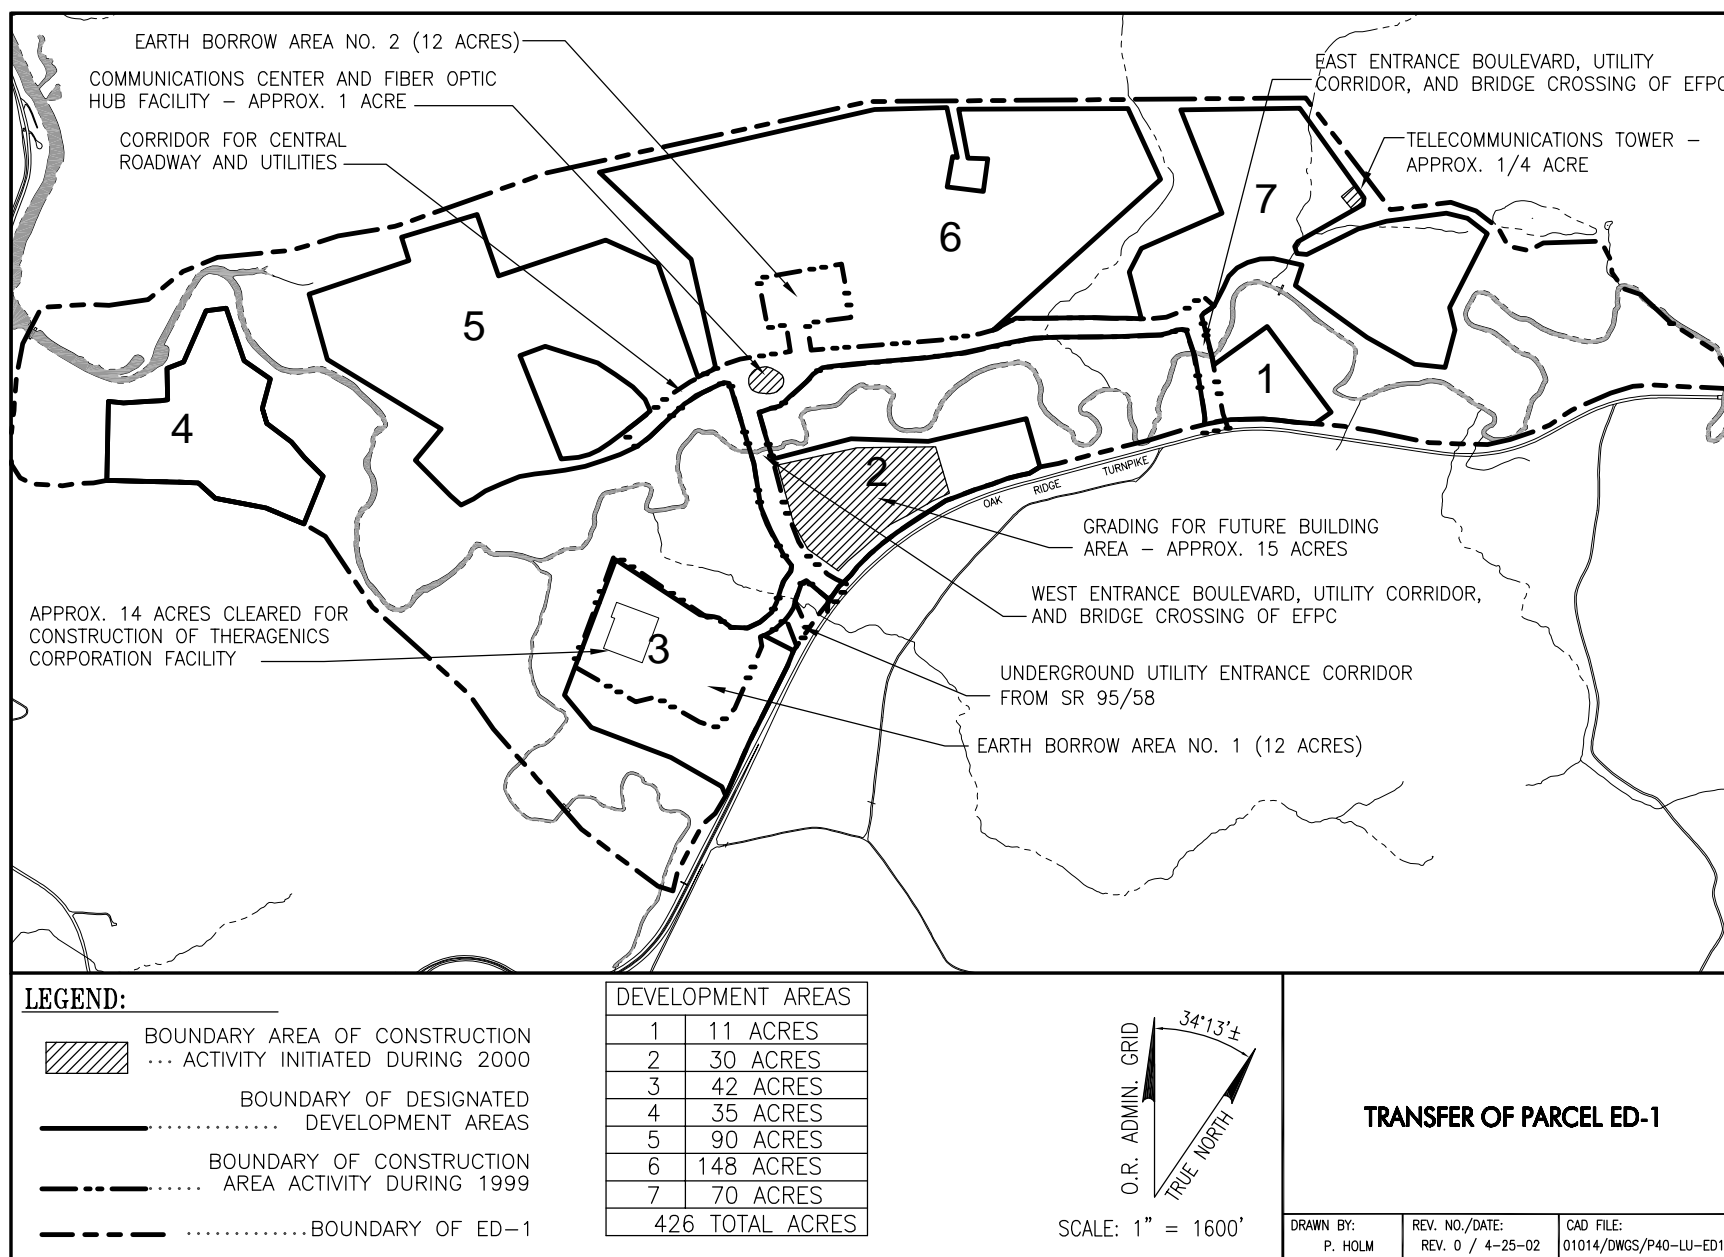 EARTH BORROW AREA NO. 2 (12 ACRES)
COMMUNICATIONS CENTER AND FIBER OPTIC
HUB FACILITY – APPROX. 1 ACRE
CORRIDOR FOR CENTRAL
ROADWAY AND UTILITIES
EAST ENTRANCE BOULEVARD, UTILITY
CORRIDOR, AND BRIDGE CROSSING OF EFPC
TELECOMMUNICATIONS TOWER –
APPROX. 1/4 ACRE
7
6
5
4
1
2
3
OAK RIDGE TURNPIKE
GRADING FOR FUTURE BUILDING
AREA – APPROX. 15 ACRES
WEST ENTRANCE BOULEVARD, UTILITY CORRIDOR,
AND BRIDGE CROSSING OF EFPC
APPROX. 14 ACRES CLEARED FOR
CONSTRUCTION OF THERAGENICS
CORPORATION FACILITY
UNDERGROUND UTILITY ENTRANCE CORRIDOR
FROM SR 95/58
EARTH BORROW AREA NO. 1 (12 ACRES)
LEGEND:
BOUNDARY AREA OF CONSTRUCTION
... ACTIVITY INITIATED DURING 2000
BOUNDARY OF DESIGNATED
.............. DEVELOPMENT AREAS
BOUNDARY OF CONSTRUCTION
...... AREA ACTIVITY DURING 1999
.............BOUNDARY OF ED–1
DEVELOPMENT AREAS
1 11 ACRES
2 30 ACRES
3 42 ACRES
4 35 ACRES
5 90 ACRES
6 148 ACRES
7 70 ACRES
426 TOTAL ACRES
34°13'±
O.R. ADMIN. GRID
TRUE NORTH
SCALE: 1" = 1600'
TRANSFER OF PARCEL ED-1
DRAWN BY:
P. HOLM
REV. NO./DATE:
REV. 0 / 4-25-02
CAD FILE:
01014/DWGS/P40-LU-ED1